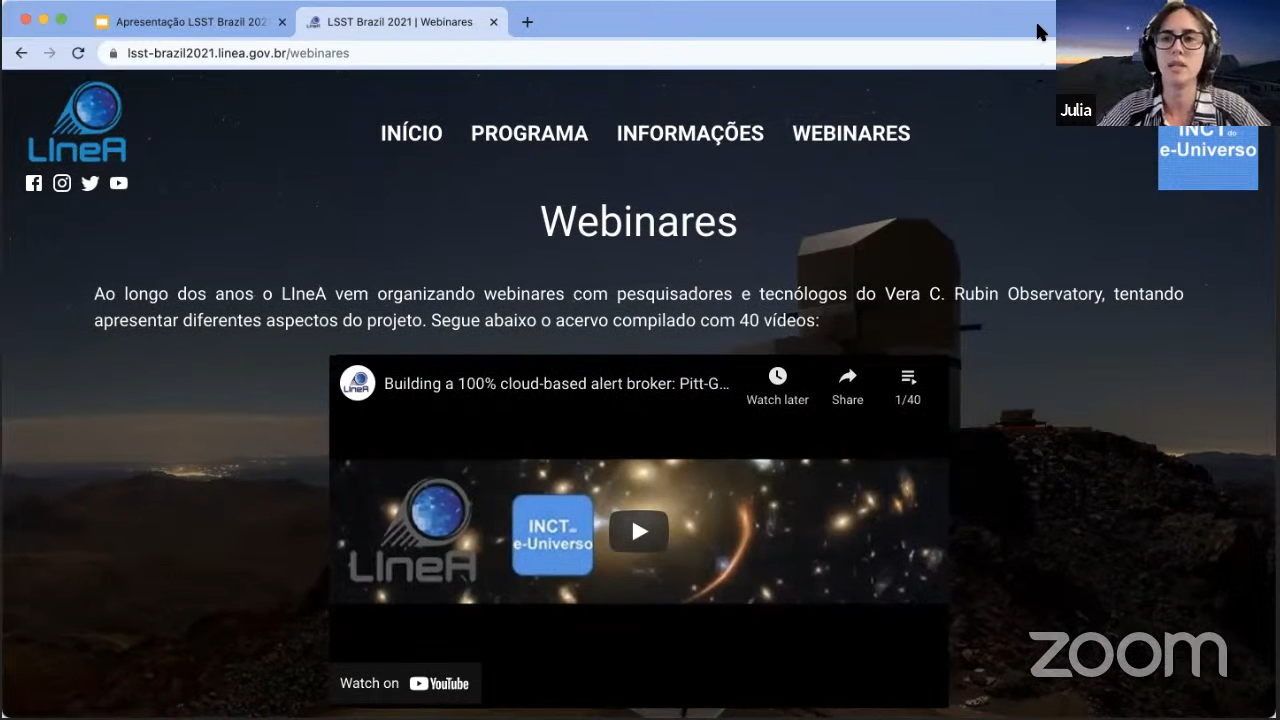 Apresentação LSST Brazil 202
LSST Brazil 2021 | Webinares
lsst-brazil2021.linea.gov.br/webinares
Julia
LIneA
INÍCIO PROGRAMA INFORMAÇÕES WEBINARES
INCT do
e-Universo
Webinares
Ao longo dos anos o LIneA vem organizando webinares com pesquisadores e tecnólogos do Vera C. Rubin Observatory, tentando
apresentar diferentes aspectos do projeto. Segue abaixo o acervo compilado com 40 vídeos:
LIneA
Building a 100% cloud-based alert broker: Pitt-G...
Watch later
Share
1/40
LIneA
INCT do
e-Universo
Watch on YouTube
zoom